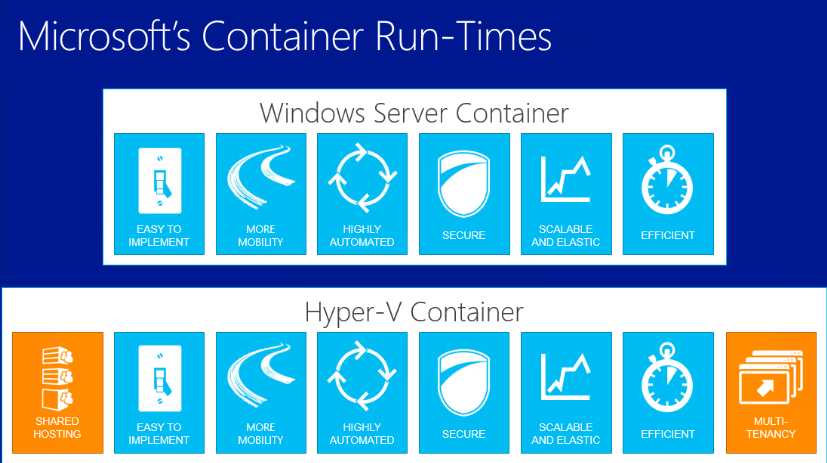 Microsoft's Container Run-Times
Windows Server Container
EASY TO
IMPLEMENT
MORE
MOBILITY
HIGHLY
AUTOMATED
SECURE
SCALABLE
AND ELASTIC
EFFICIENT
Hyper-V Container
SHARED
HOSTING
EASY TO
IMPLEMENT
MORE
MOBILITY
HIGHLY
AUTOMATED
SECURE
SCALABLE
AND ELASTIC
EFFICIENT
MULTI-
TENANCY